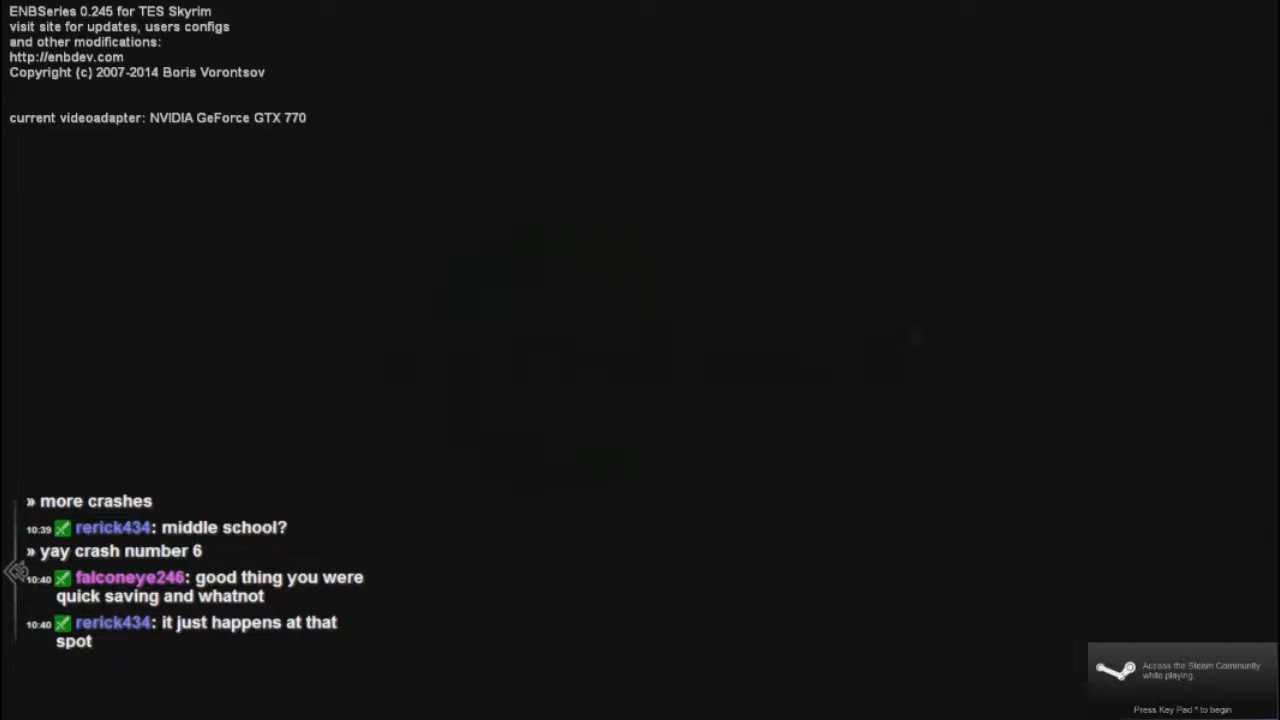 ENBSeries 0.245 for TES Skyrim
visit site for updates, users configs
and other modifications:
http://enbdev.com
Copyright (c) 2007-2014 Boris Vorontsov
current videoadapter: NVIDIA GeForce GTX 770
» more crashes
10:39 rerick434: middle school?
» yay crash number 6
10:40 falconeye246: good thing you were
quick saving and whatnot
10:40 rerick434: it just happens at that
spot
Access the Steam Community
while playing.
Press Key Pad * to begin